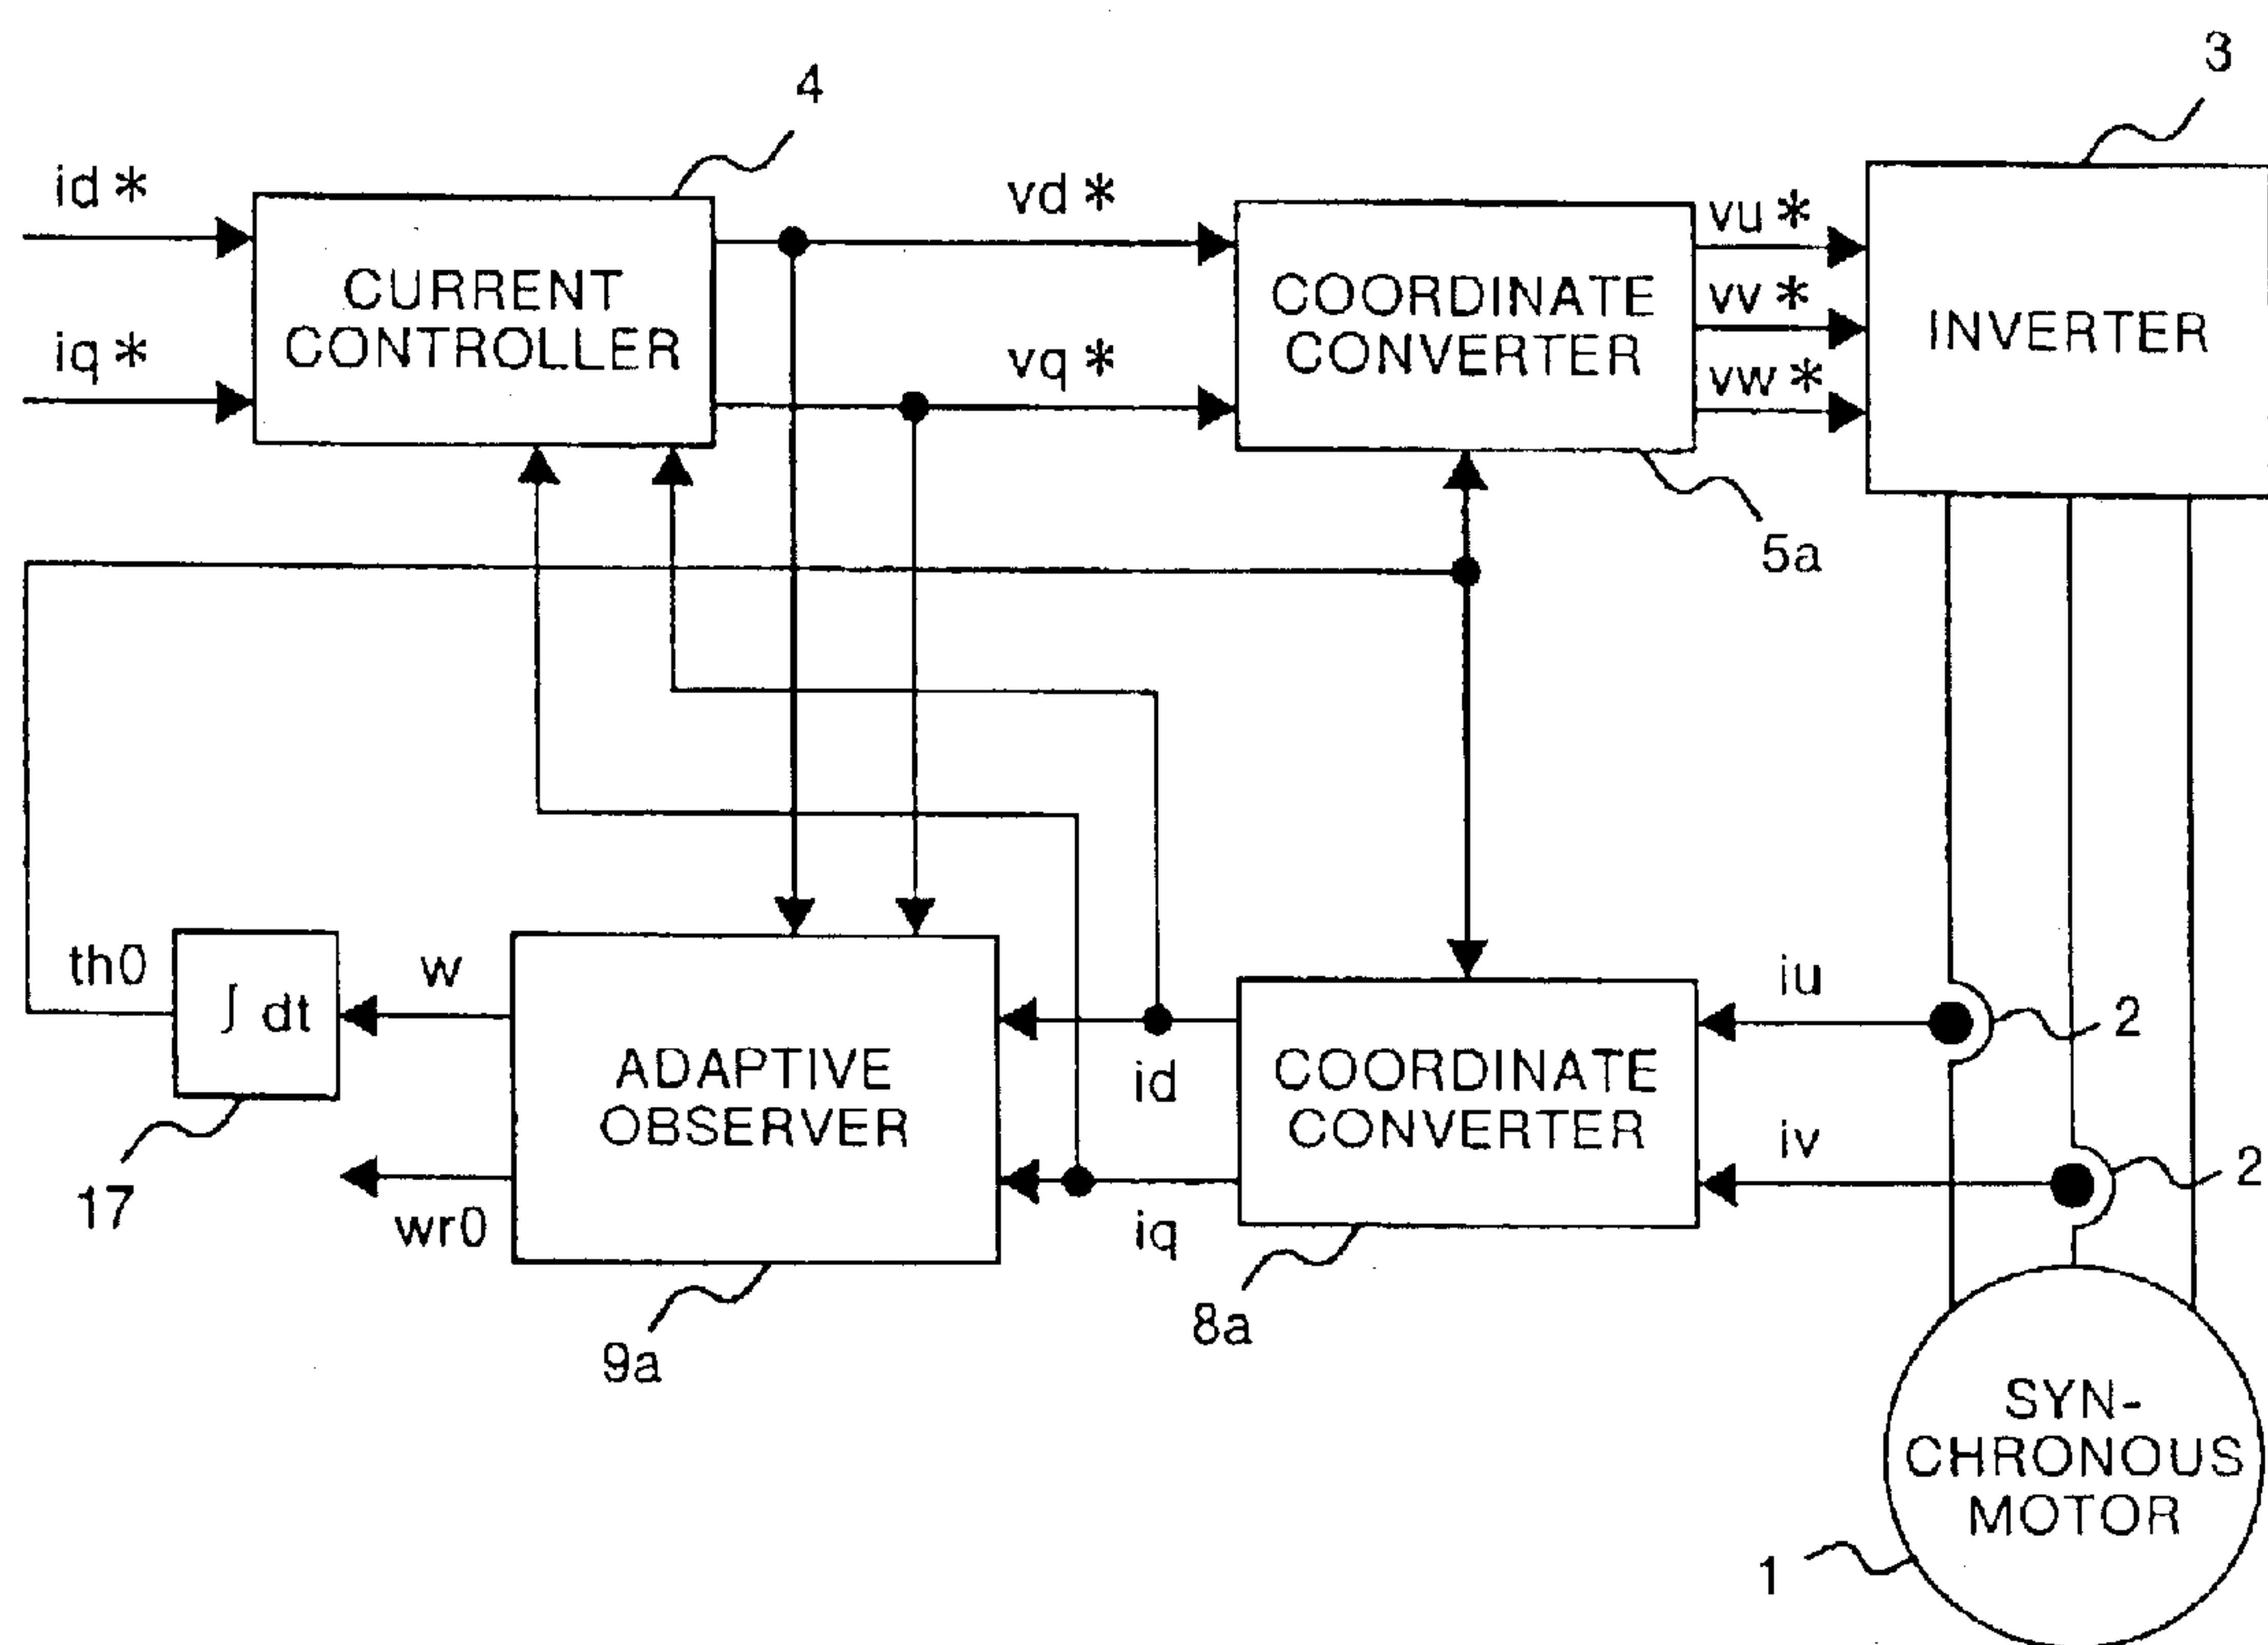 3
4
id *
vd *
vu *
CURRENT
CONTROLLER
COORDINATE
CONVERTER
vv *
INVERTER
iq *
vq *
vw *
5a
th0
∫ dt
w
ADAPTIVE
OBSERVER
id
COORDINATE
CONVERTER
iu
2
iv
2
17
wr0
iq
9a
8a
SYN-
CHRONOUS
MOTOR
1